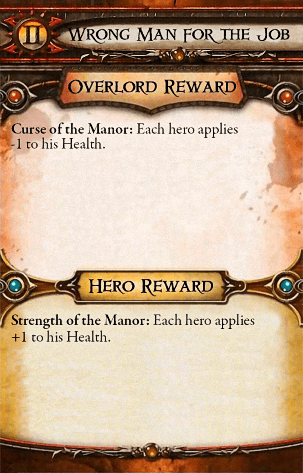 II Wrong Man for the Job
Overlord Reward
Curse of the Manor: Each hero applies
-1 to his Health.
Hero Reward
Strength of the Manor: Each hero applies
+1 to his Health.